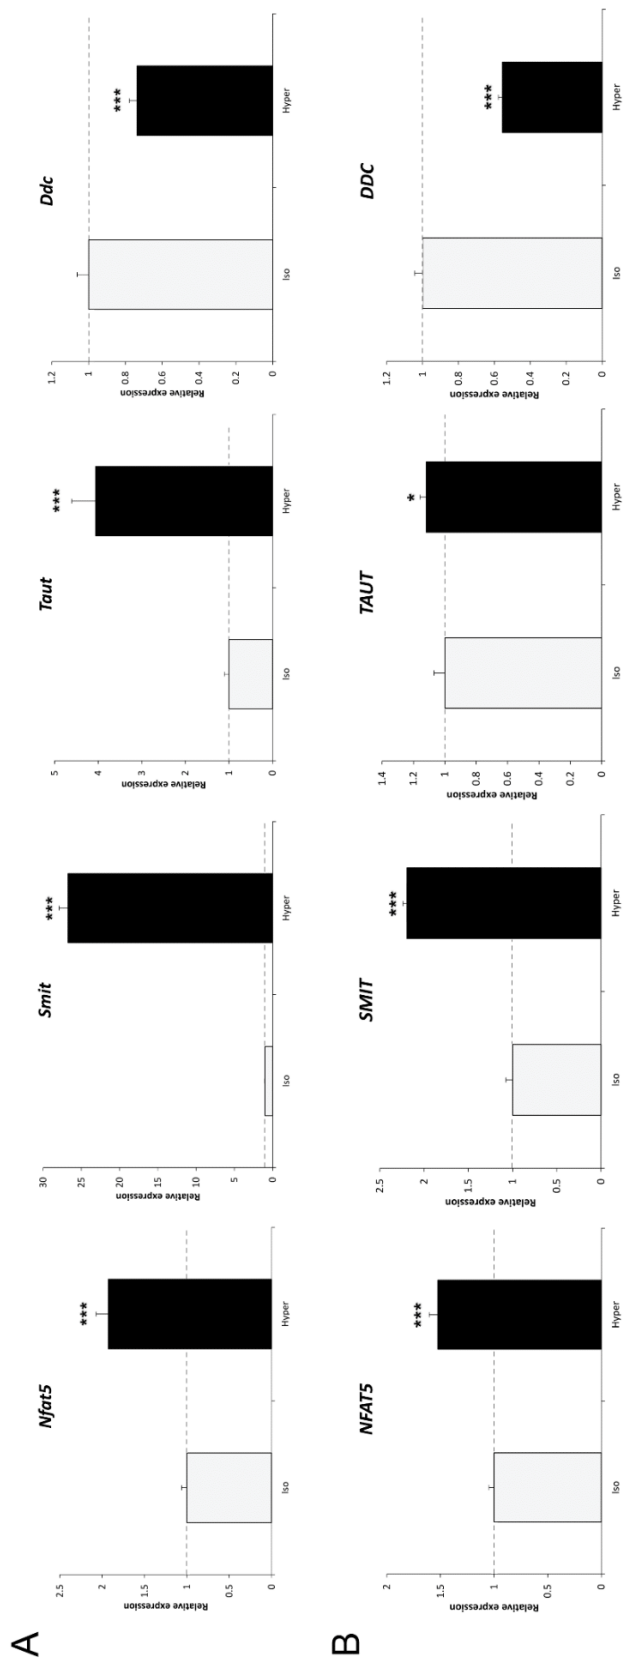 A
Nfat5
Relative expression
2.5
2
1.5
1
0.5
0
***
Iso
Hyper
Smit
Relative expression
30
25
20
15
10
5
0
***
Iso
Hyper
Taut
Relative expression
5
4
3
2
1
0
***
Iso
Hyper
Ddc
Relative expression
1.2
1
0.8
0.6
0.4
0.2
0
***
Iso
Hyper
B
NFAT5
Relative expression
2
1.5
1
0.5
0
***
Iso
Hyper
SMIT
Relative expression
2.5
2
1.5
1
0.5
0
***
Iso
Hyper
TAUT
Relative expression
1.4
1.2
1
0.8
0.6
0.4
0.2
0
*
Iso
Hyper
DDC
Relative expression
1.2
1
0.8
0.6
0.4
0.2
0
***
Iso
Hyper